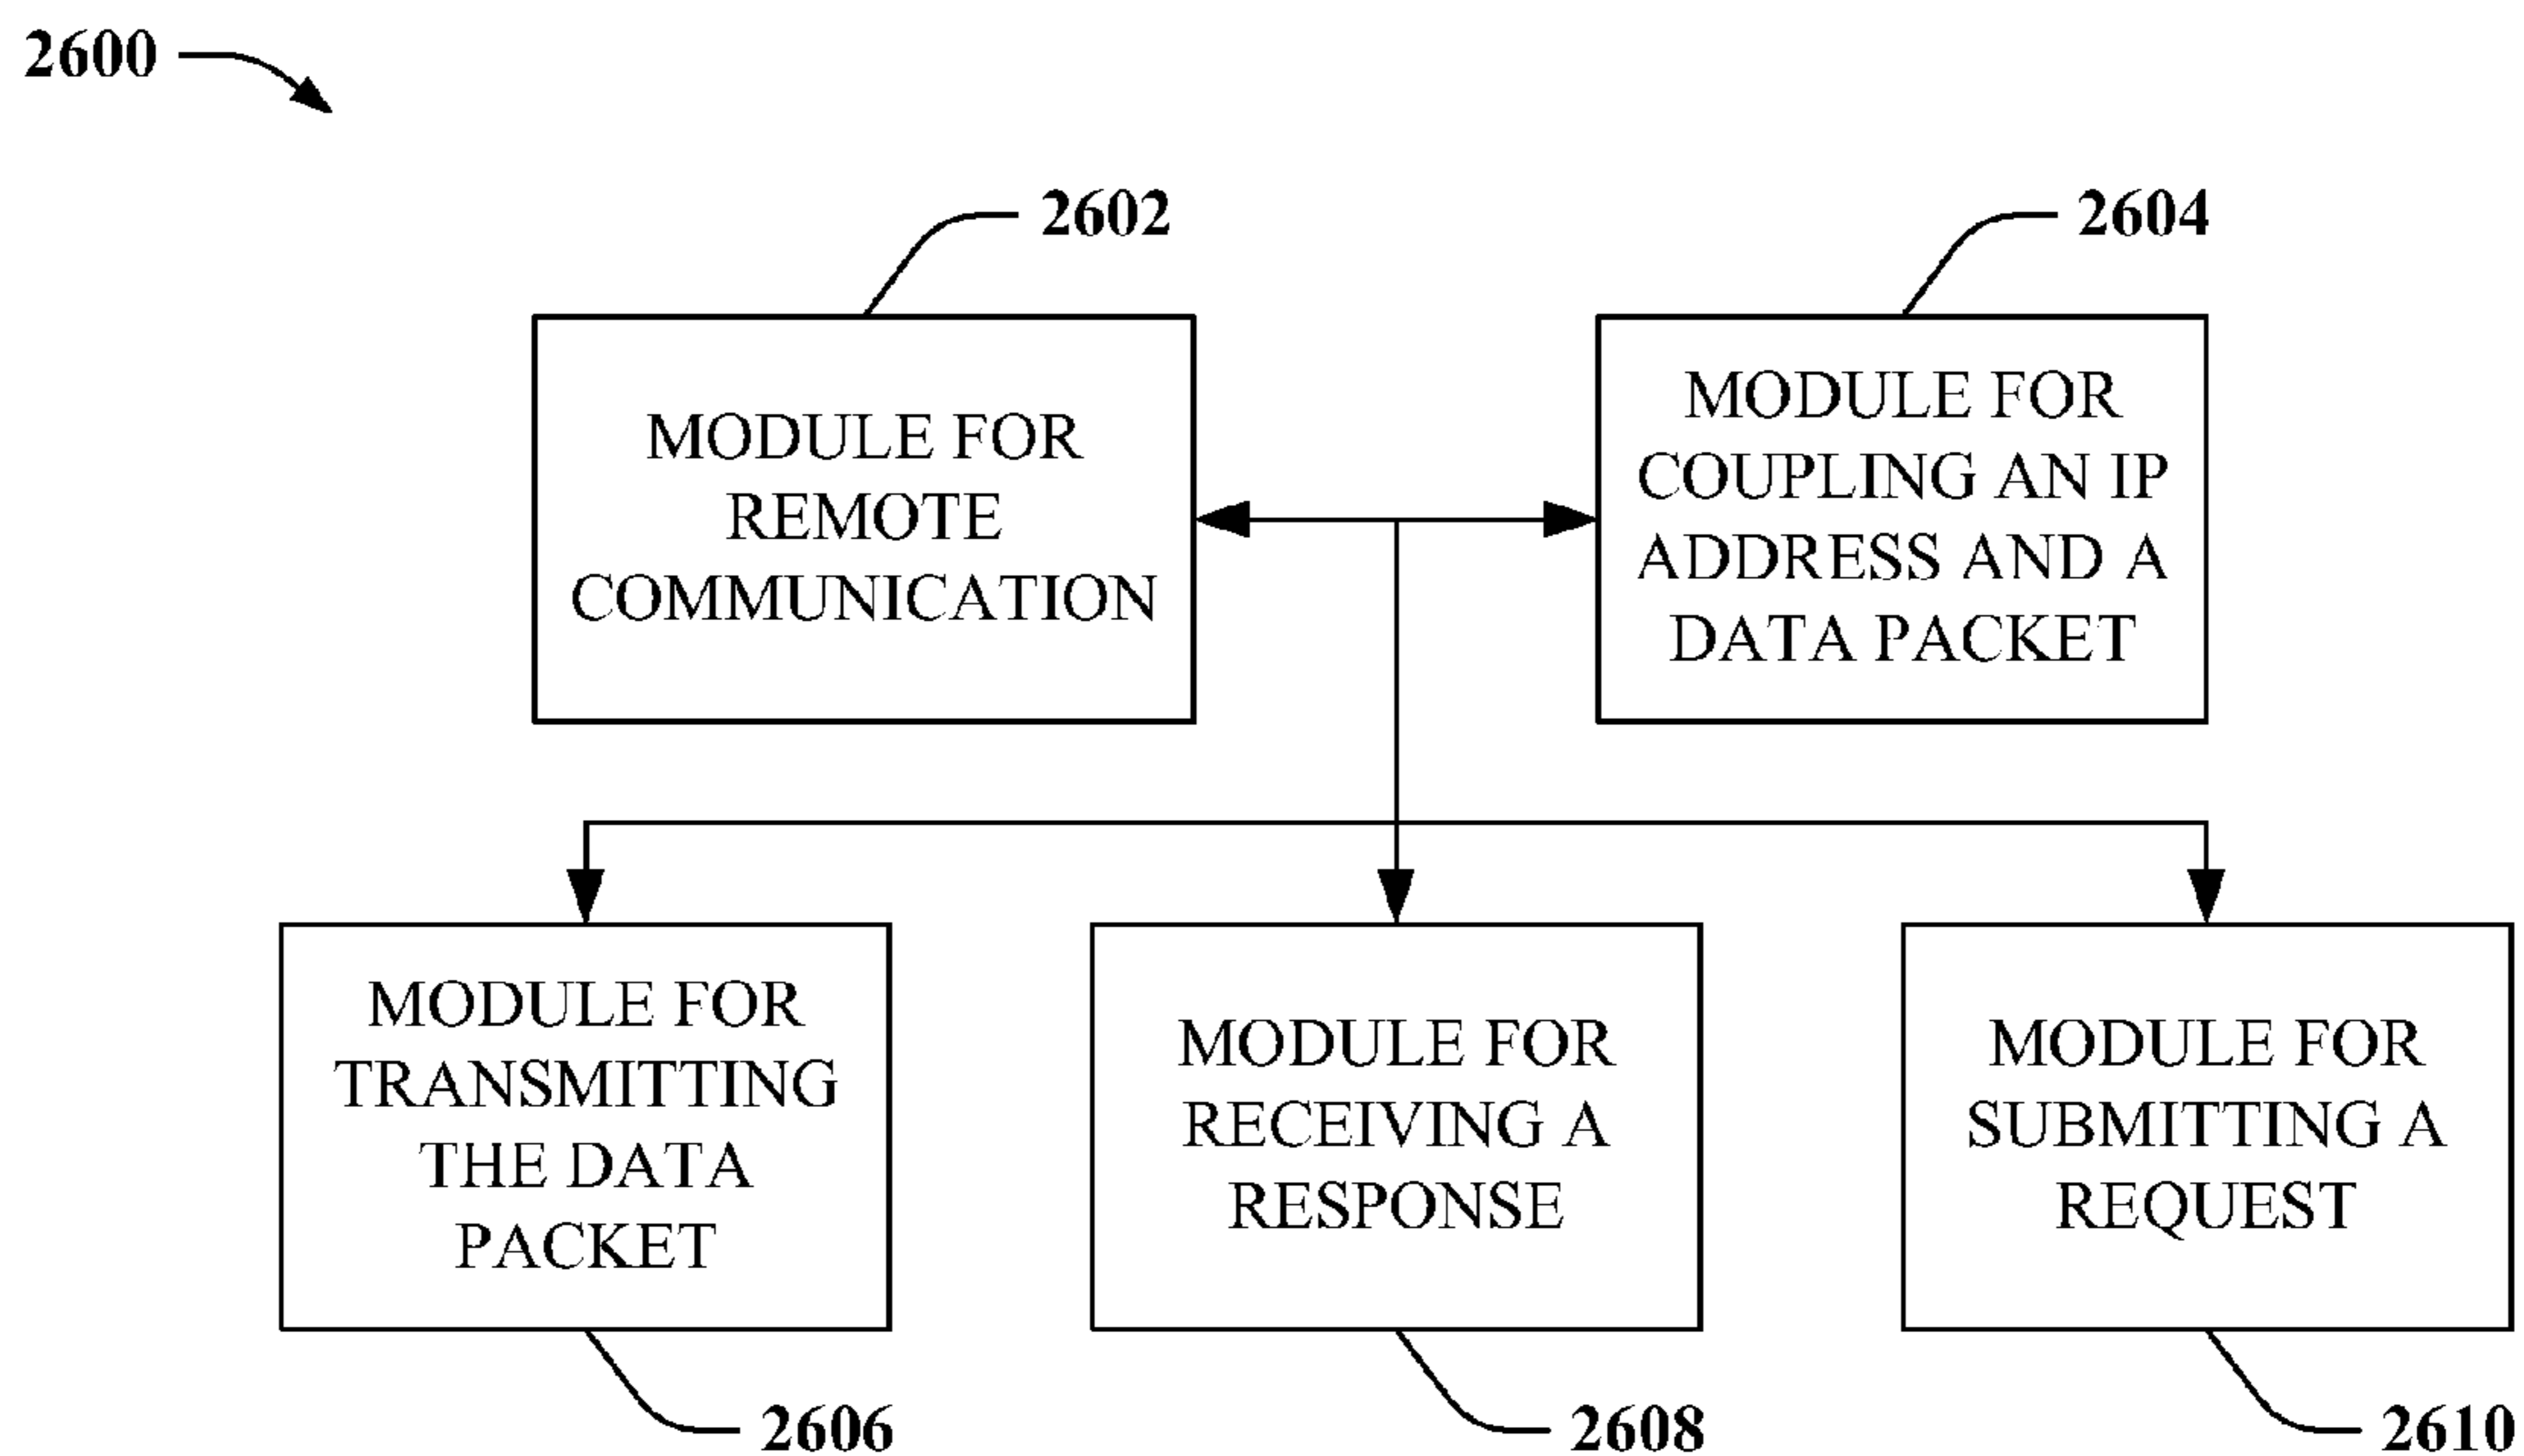 2600
2602
2604
MODULE FOR
REMOTE
COMMUNICATION
MODULE FOR
COUPLING AN IP
ADDRESS AND A
DATA PACKET
MODULE FOR
TRANSMITTING
THE DATA
PACKET
MODULE FOR
RECEIVING A
RESPONSE
MODULE FOR
SUBMITTING A
REQUEST
2606
2608
2610